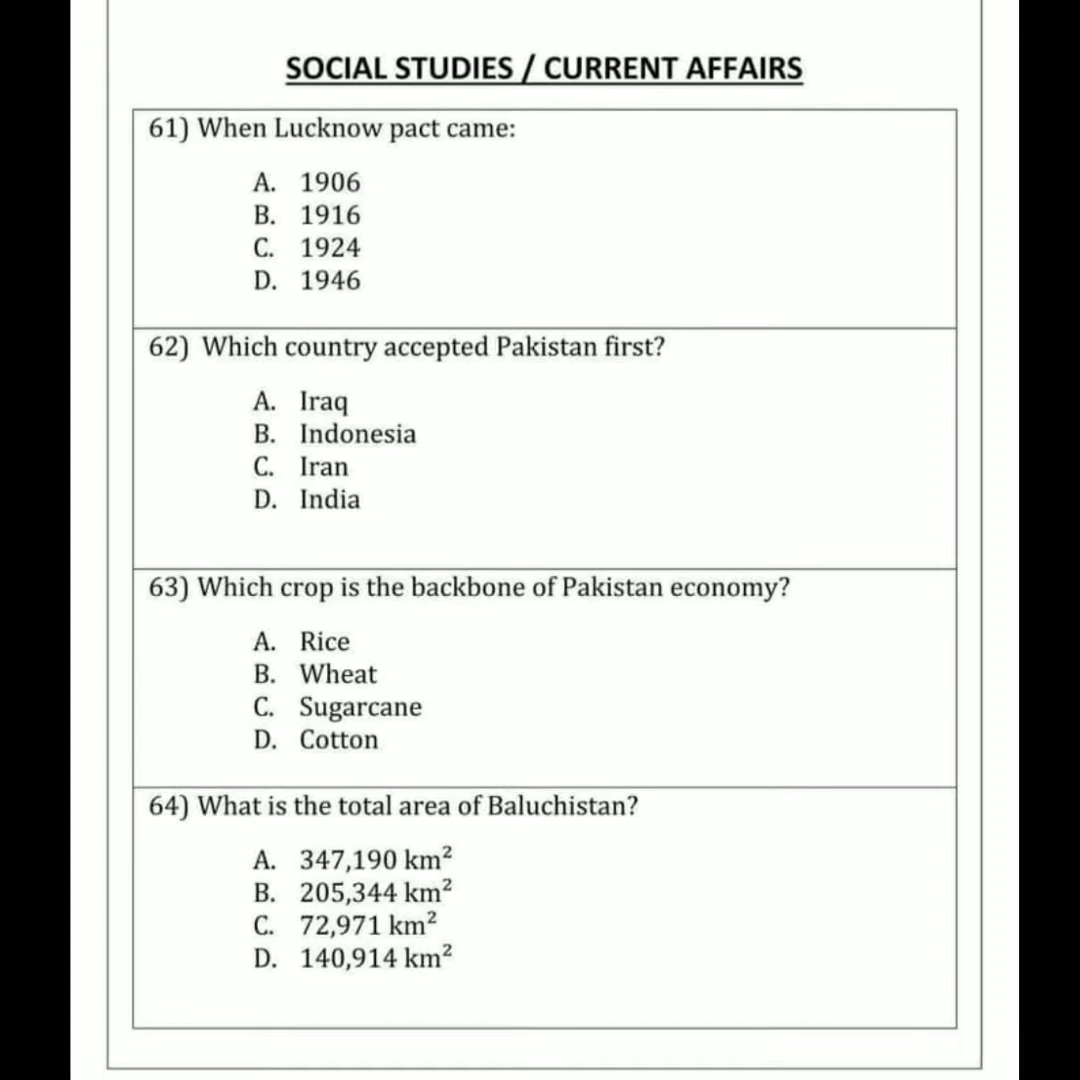 SOCIAL STUDIES / CURRENT AFFAIRS
61) When Lucknow pact came:
A. 1906
B. 1916
C. 1924
D. 1946
62) Which country accepted Pakistan first?
A. Iraq
B. Indonesia
C. Iran
D. India
63) Which crop is the backbone of Pakistan economy?
A. Rice
B. Wheat
C. Sugarcane
D. Cotton
64) What is the total area of Baluchistan?
A. 347,190 km²
B. 205,344 km²
C. 72,971 km²
D. 140,914 km²